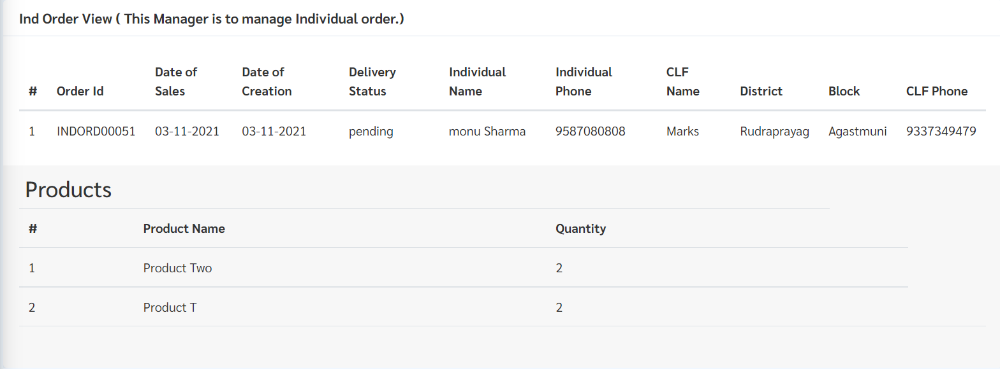 Ind Order View ( This Manager is to manage Individual order.)
# Order Id Date of Sales Date of Creation Delivery Status Individual Name Individual Phone CLF Name District Block CLF Phone
1 INDORD00051 03-11-2021 03-11-2021 pending monu Sharma 9587080808 Marks Rudraprayag Agastmuni 9337349479
Products
# Product Name Quantity
1 Product Two 2
2 Product T 2